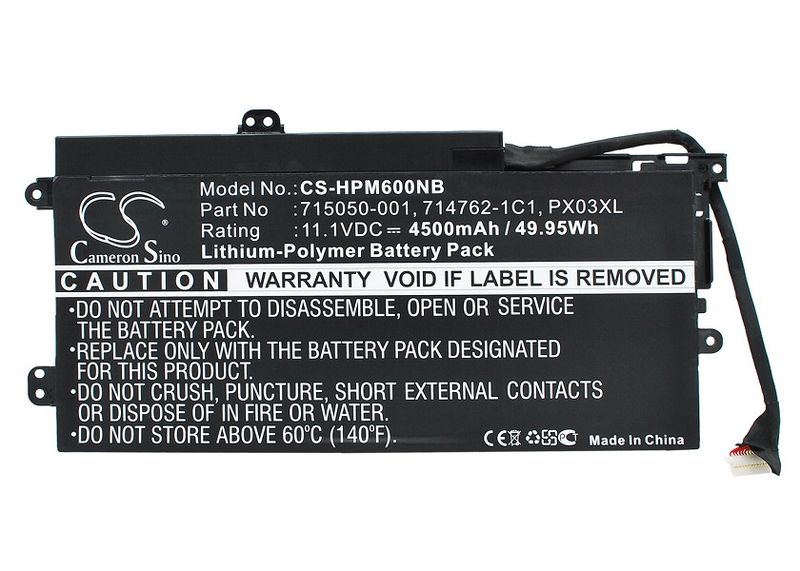 CS
Cameron Sino
Model No.: CS-HPM600NB
Part No : 715050-001, 714762-1C1, PX03XL
Rating : 11.1VDC⎓ 4500mAh / 49.95Wh
Lithium-Polymer Battery Pack
CAUTION WARRANTY VOID IF LABEL IS REMOVED
*DO NOT ATTEMPT TO DISASSEMBLE, OPEN OR SERVICE
THE BATTERY PACK.
*REPLACE ONLY WITH THE BATTERY PACK DESIGNATED
FOR THIS PRODUCT.
*DO NOT CRUSH, PUNCTURE, SHORT EXTERNAL CONTACTS
OR DISPOSE OF IN FIRE OR WATER.
*DO NOT STORE ABOVE 60°C (140°F)
CE FC Made in China